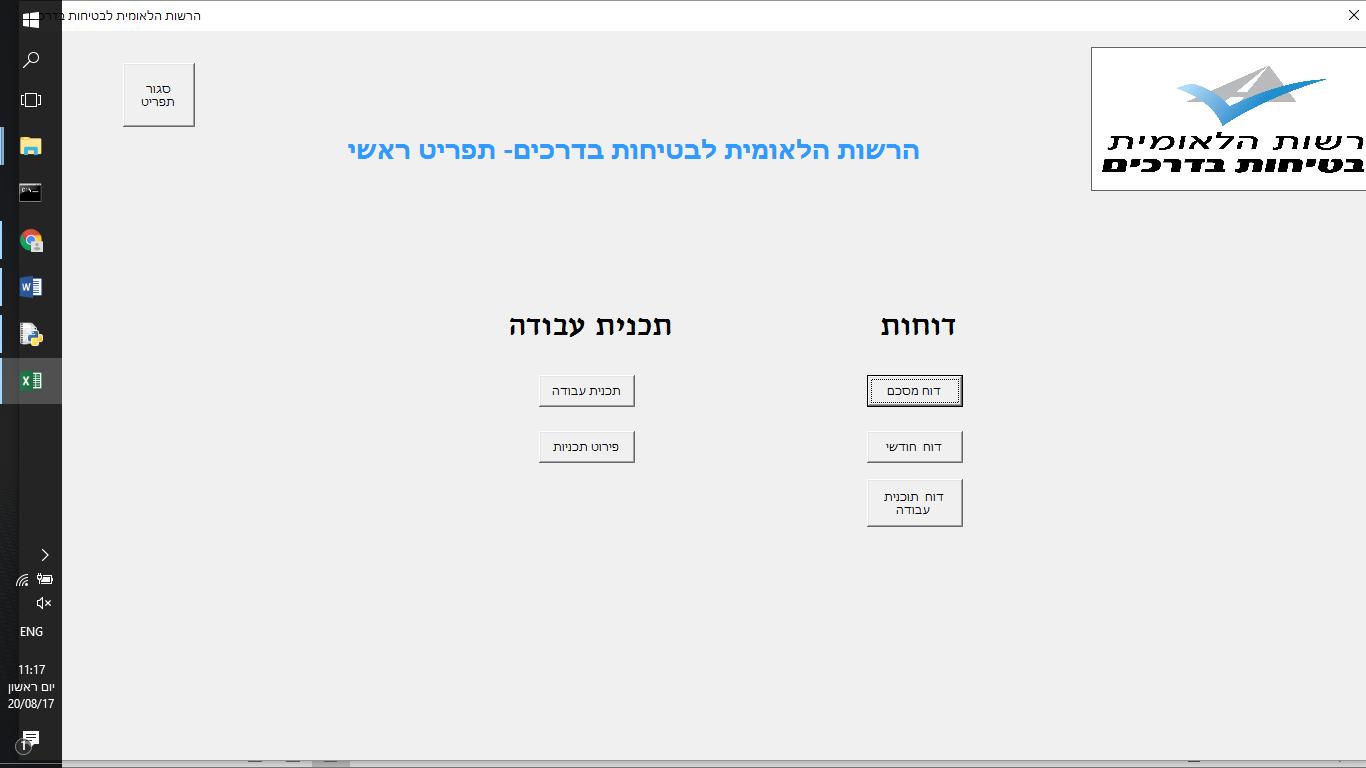 הרשות הלאומית לבטיחות בדרכים
סגור
תפריט
רשות הלאומית
בטיחות בדרכים
הרשות הלאומית לבטיחות בדרכים- תפריט ראשי
דוחות
תכנית עבודה
דוח מסכם
תכנית עבודה
דוח חודשי
פירוט תכניות
דוח תוכנית
עבודה
ENG
11:17
יום ראשון
20/08/17
1